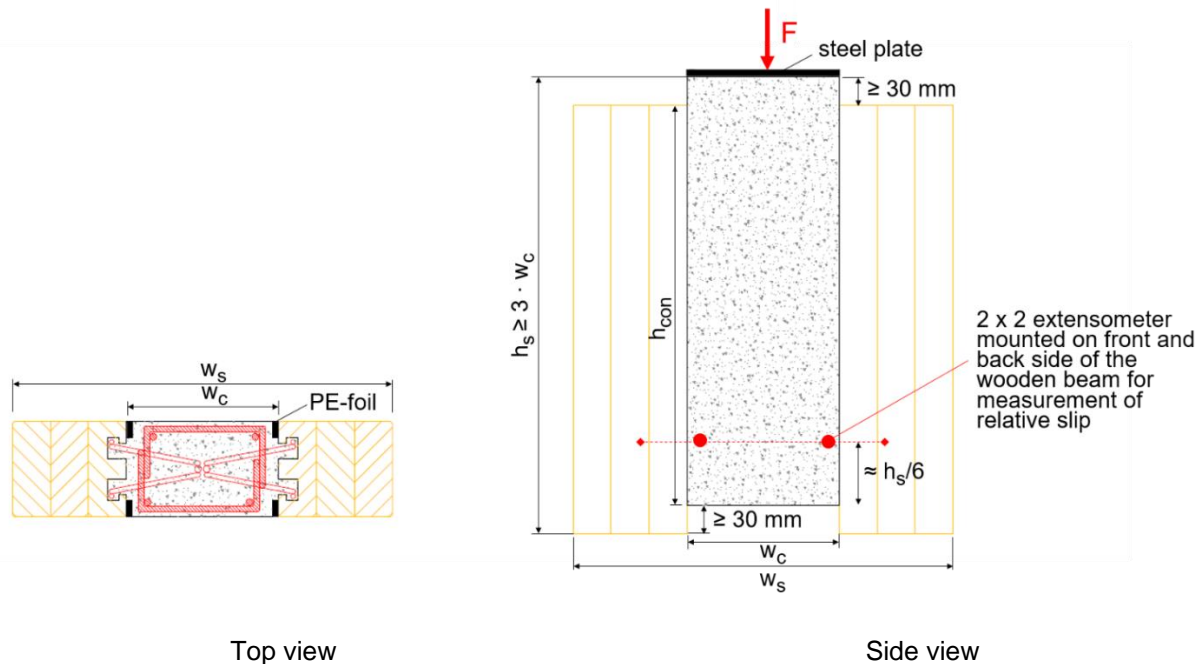 F
steel plate
≥ 30 mm
h_s ≥ 3 · w_c
h_con
2 x 2 extensometer
mounted on front and
back side of the
wooden beam for
measurement of
relative slip
≈ h_s/6
≥ 30 mm
w_c
w_s
w_s
w_c
PE-foil
Top view
Side view